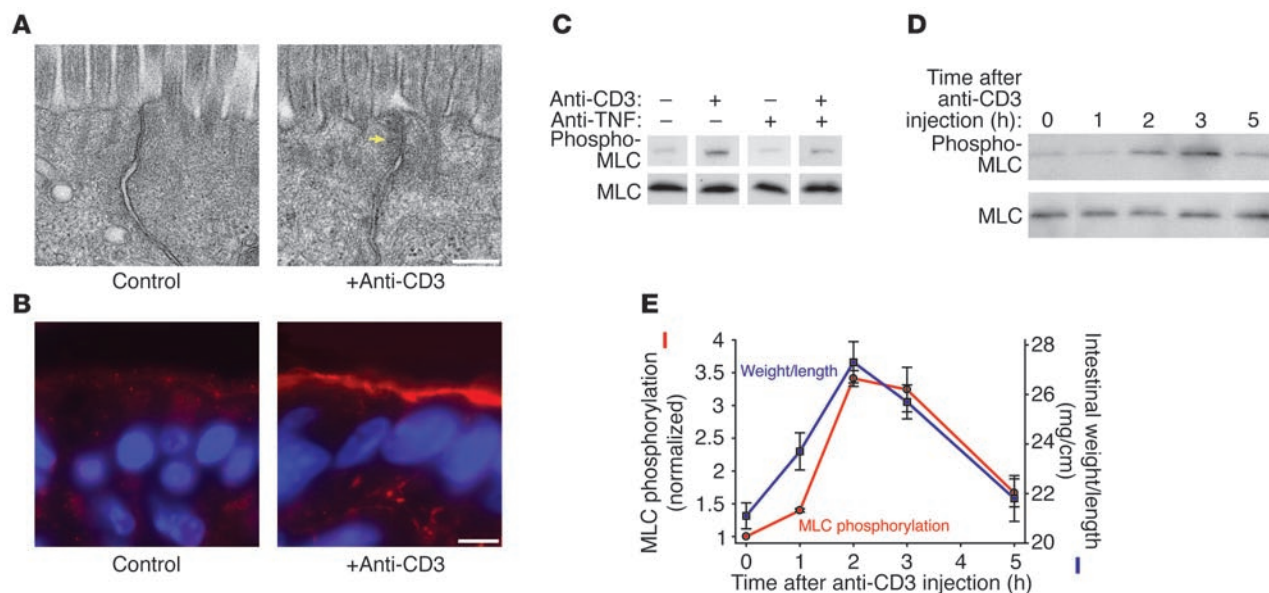 A
Control
+Anti-CD3
B
Control
+Anti-CD3
C
Anti-CD3: – + – +
Anti-TNF: – – + +
Phospho-
MLC
MLC
D
Time after
anti-CD3
injection (h): 0 1 2 3 5
Phospho-
MLC
MLC
E
MLC phosphorylation
(normalized)
4
3.5
3
2.5
2
1.5
1
Weight/length
MLC phosphorylation
28
26
24
22
20
Intestinal weight/length
(mg/cm)
0 1 2 3 4 5
Time after anti-CD3 injection (h)